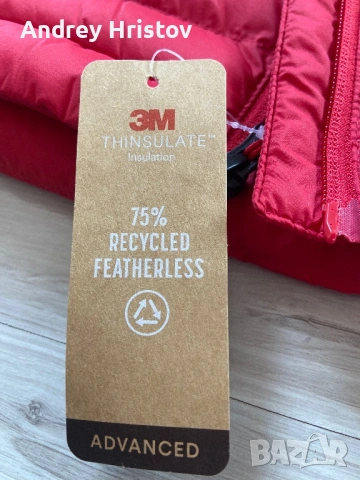 Andrey Hristov
3M
THINSULATE™
Insulation
75%
RECYCLED
FEATHERLESS
ADVANCED
BAZAR